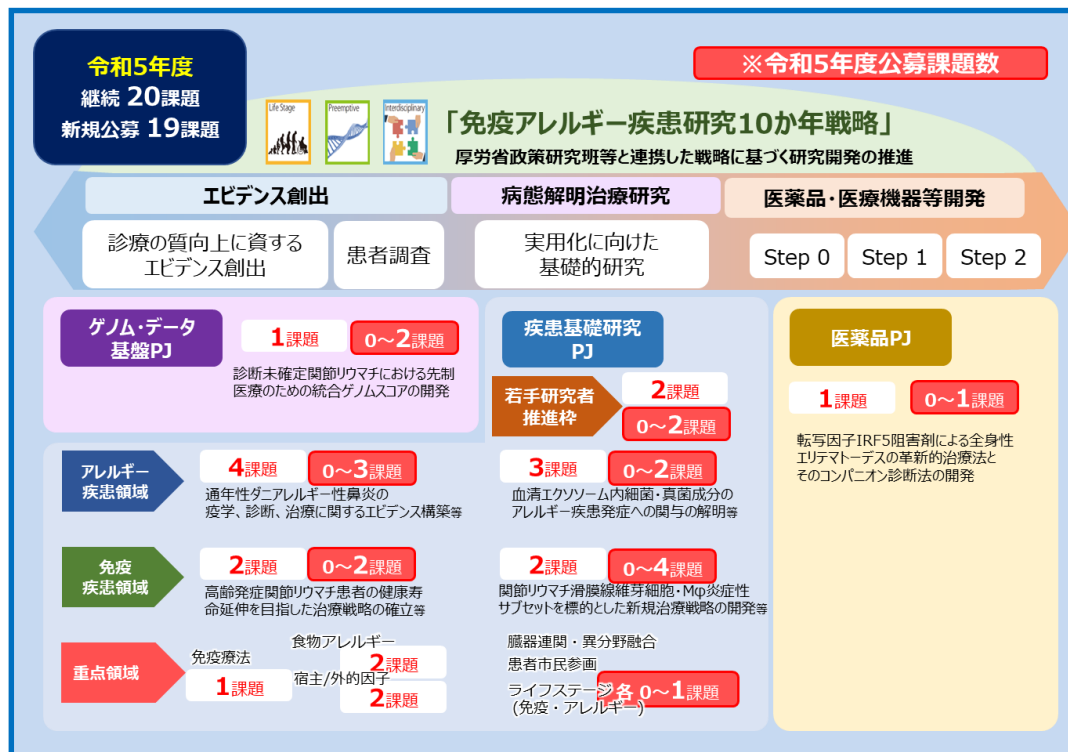 令和5年度
継続 20課題
新規公募 19課題
※令和5年度公募課題数
Life Stage
Preemptive
Interdisciplinary
「免疫アレルギー疾患研究10か年戦略」
厚労省政策研究班等と連携した戦略に基づく研究開発の推進
エビデンス創出
病態解明治療研究
医薬品・医療機器等開発
診療の質向上に資する
エビデンス創出
患者調査
実用化に向けた
基礎的研究
Step 0
Step 1
Step 2
ゲノム・データ
基盤PJ
1課題
0～2課題
診断未確定関節リウマチにおける先制
医療のための統合ゲノムスコアの開発
疾患基礎研究
PJ
若手研究者
推進枠
2課題
0～2課題
医薬品PJ
1課題
0～1課題
転写因子IRF5阻害剤による全身性
エリテマトーデスの革新的治療法と
そのコンパニオン診断法の開発
アレルギー
疾患領域
4課題
0～3課題
通年性ダニアレルギー性鼻炎の
疫学、診断、治療に関するエビデンス構築等
3課題
0～2課題
血清エクソソーム内細菌・真菌成分の
アレルギー疾患発症への関与の解明等
免疫
疾患領域
2課題
0～2課題
高齢発症関節リウマチ患者の健康寿
命延伸を目指した治療戦略の確立等
2課題
0～4課題
関節リウマチ滑膜線維芽細胞・Mφ炎症性
サブセットを標的とした新規治療戦略の開発等
重点領域
免疫療法
1課題
食物アレルギー
2課題
宿主/外的因子
2課題
臓器連関・異分野融合
患者市民参画
ライフステージ
(免疫・アレルギー)
各 0～1課題